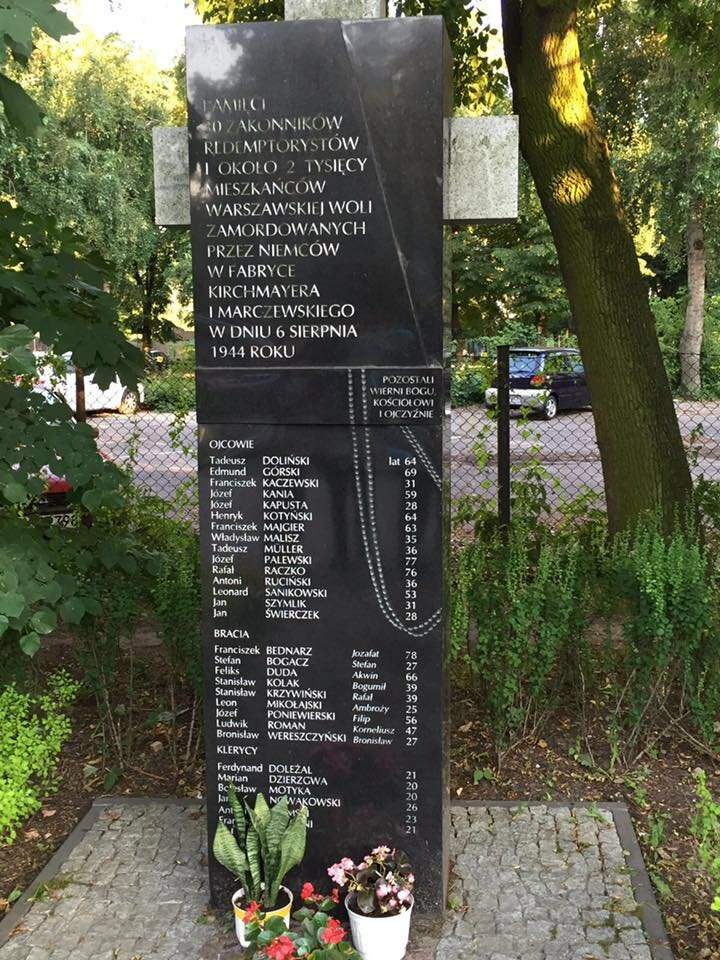 PAMIĘCI
30 ZAKONNIKÓW
REDEMPTORYSTÓW
I OKOŁO 2 TYSIĘCY
MIESZKAŃCÓW
WARSZAWSKIEJ WOLI
ZAMORDOWANYCH
PRZEZ NIEMCÓW
W FABRYCE
KIRCHMAYERA
I MARCZEWSKIEGO
W DNIU 6 SIERPNIA
1944 ROKU
POZOSTALI
WIERNI BOGU,
KOŚCIOŁOWI
I OJCZYŹNIE
OJCOWIE
Tadeusz DOLIŃSKI lat 64
Edmund GÓRSKI 69
Franciszek KACZEWSKI 31
Józef KANIA 59
Józef KAPUSTA 28
Henryk KOTYŃSKI 64
Franciszek MAJGIER 63
Władysław MALISZ 35
Tadeusz MÜLLER 36
Józef PALEWSKI 77
Rafał RACZKO 76
Antoni RUCIŃSKI 36
Leonard SANIKOWSKI 53
Jan SZYMLIK 31
Jan ŚWIERCZEK 28
BRACIA
Franciszek BEDNARZ Jozafat 78
Stefan BOGACZ Stefan 27
Feliks DUDA Akwin 66
Stanisław KOLAK Bogumił 39
Stanisław KRZYWIŃSKI Rafał 39
Leon MIKOŁAJSKI Ambroży 25
Józef PONIEWIERSKI Filip 56
Ludwik ROMAN Korneliusz 47
Bronisław WERESZCZYŃSKI Bronisław 27
KLERYCY
Ferdynand DOLEŻAL 21
Marian DZIERZGWA 20
Bolesław MOTYKA 20
NOWAKOWSKI 26
23
21